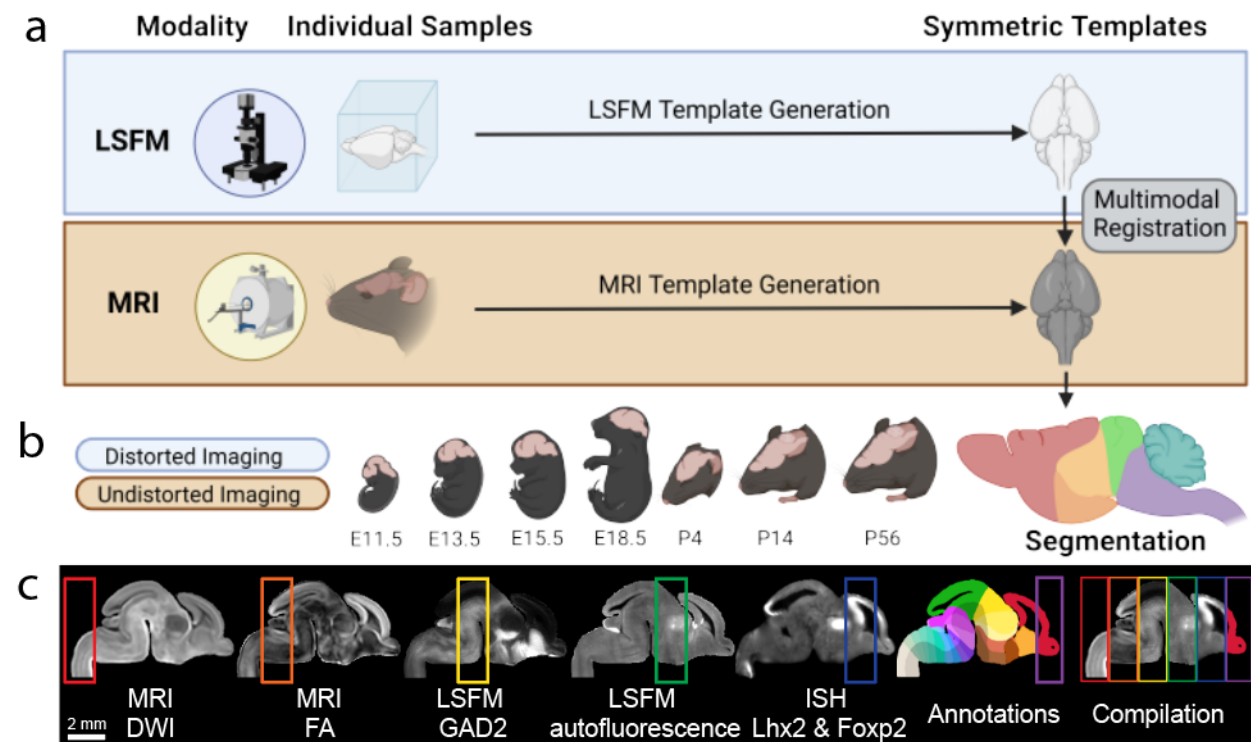 a
Modality
Individual Samples
Symmetric Templates
LSFM
LSFM Template Generation
Multimodal
Registration
MRI
MRI Template Generation
b
Distorted Imaging
Undistorted Imaging
E11.5
E13.5
E15.5
E18.5
P4
P14
P56
Segmentation
c
MRI
DWI
MRI
FA
LSFM
GAD2
LSFM
autofluorescence
ISH
Lhx2 & Foxp2
Annotations
Compilation
2 mm